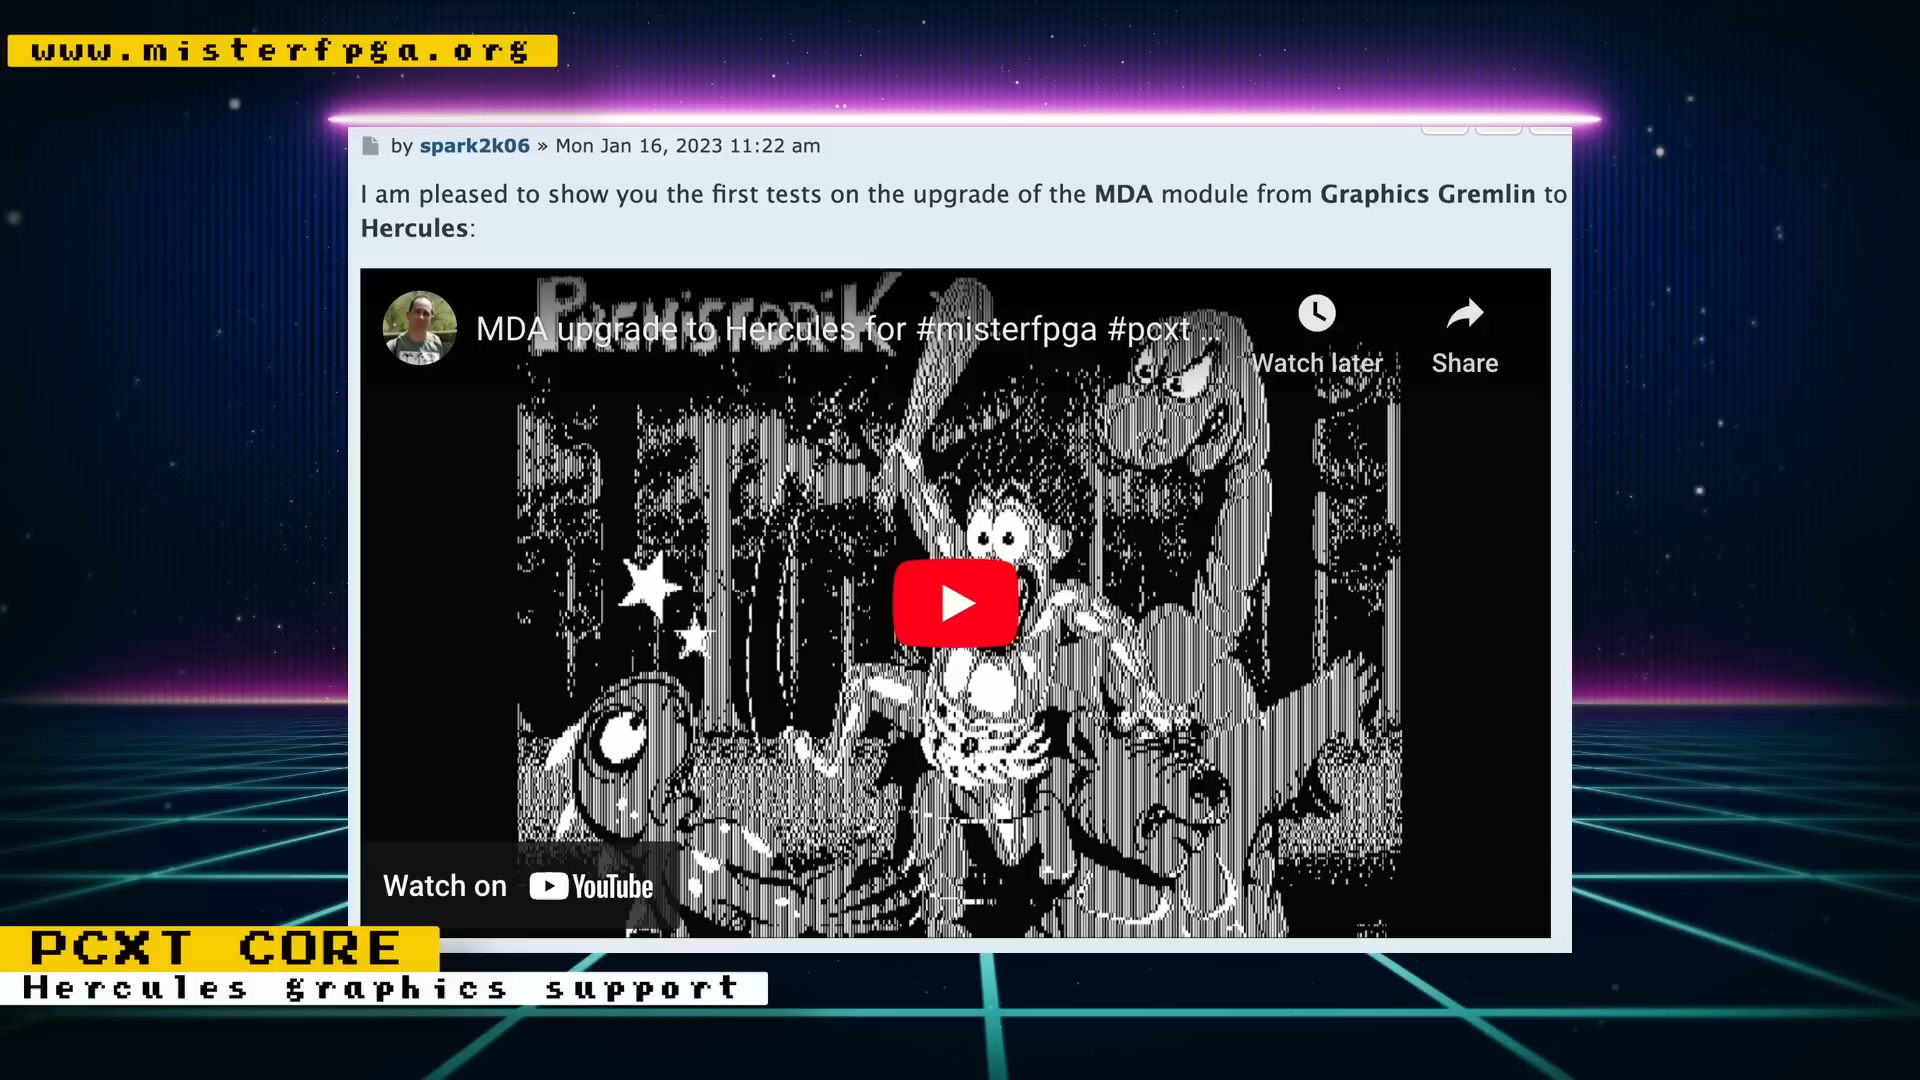 www.misterfpga.org
by spark2k06 » Mon Jan 16, 2023 11:22 am
I am pleased to show you the first tests on the upgrade of the MDA module from Graphics Gremlin to
Hercules:
PREHISTORIK
MDA upgrade to Hercules for #misterfpga #pcxt ...
Watch later
Share
Watch on YouTube
PCXT CORE
Hercules graphics support